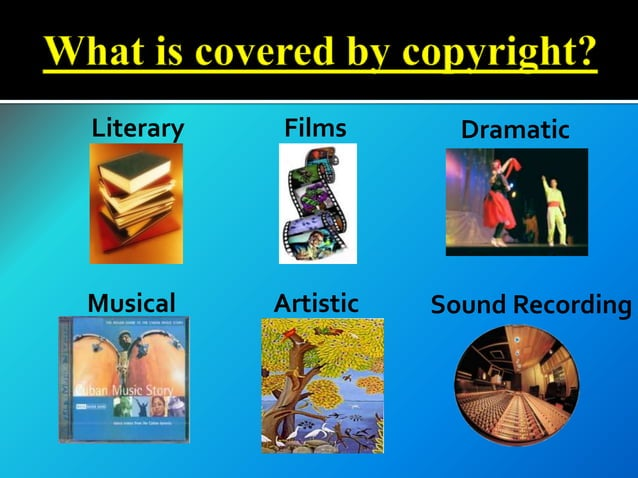 What is covered by copyright?
Literary
Films
Dramatic
Musical
Artistic
Sound Recording
Cuban Music Story